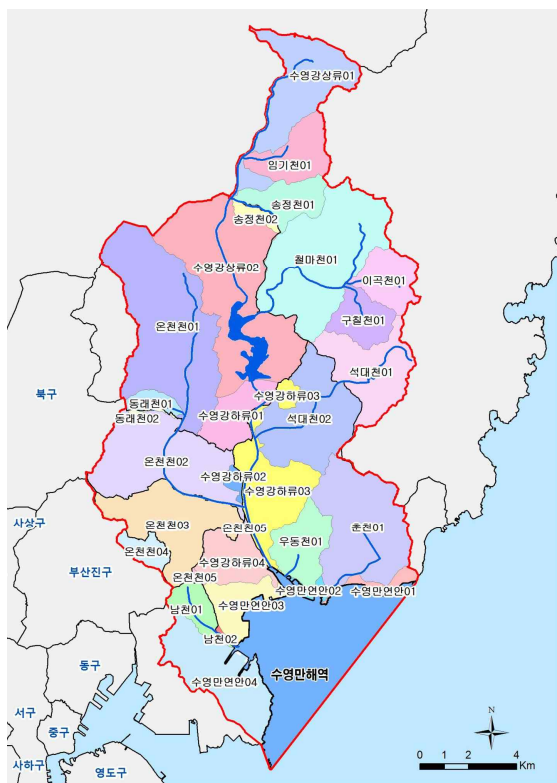 수영강상류01
임기천01
송정천01
송정천02
철마천01
수영강상류02
이곡천01
구칠천01
온천천01
석대천01
수영강하류03
동래천01
수영강하류01
석대천02
동래천02
북구
온천천02
수영강하류02
수영강하류03
사상구
온천천03
온천천05
우동천01
춘천01
온천천04
수영강하류04
부산진구
온천천05
수영만연안02
수영만연안01
남천01
수영만연안03
남천02
동구
수영만연안04
수영만해역
서구
중구
사하구
영도구
N
0 1 2 4
Km